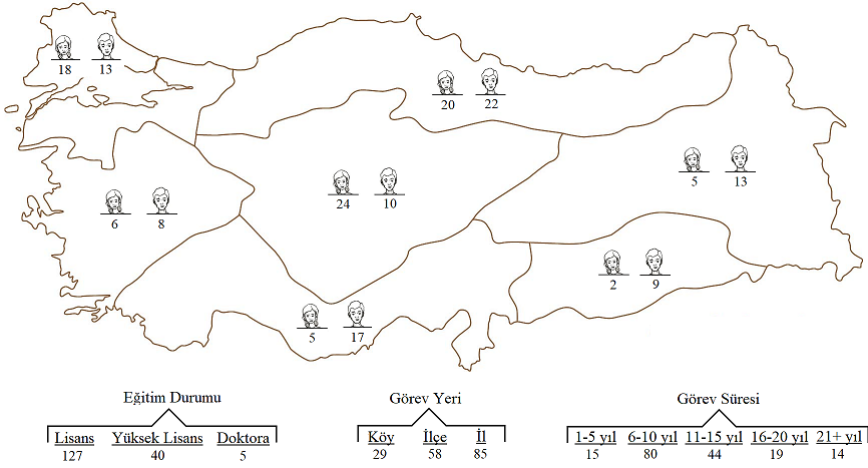 18 13
20 22
5 13
24 10
6 8
2 9
5 17
Eğitim Durumu Görev Yeri Görev Süresi
Lisans Yüksek Lisans Doktora Köy İlçe İl 1-5 yıl 6-10 yıl 11-15 yıl 16-20 yıl 21+ yıl
127 40 5 29 58 85 15 80 44 19 14